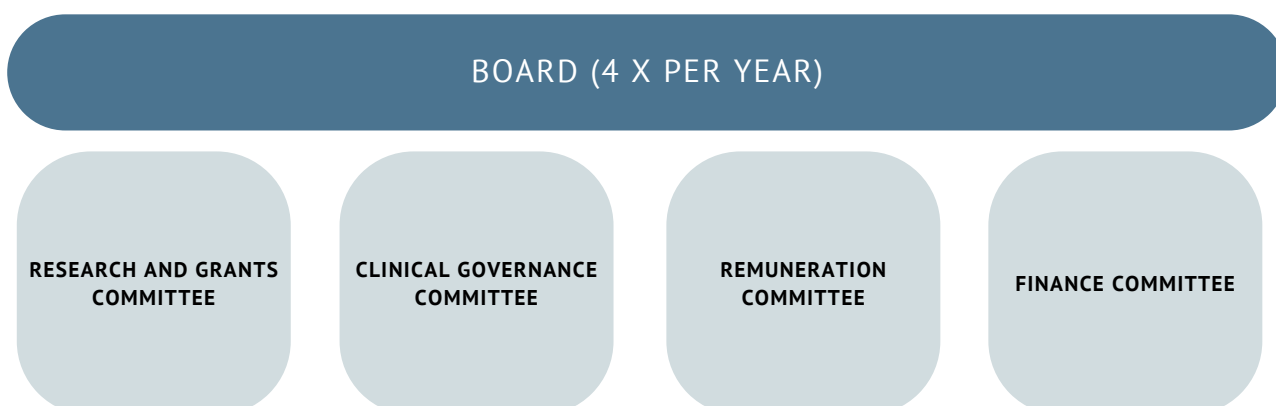 BOARD (4 X PER YEAR)
RESEARCH AND GRANTS
COMMITTEE
CLINICAL GOVERNANCE
COMMITTEE
REMUNERATION
COMMITTEE
FINANCE COMMITTEE